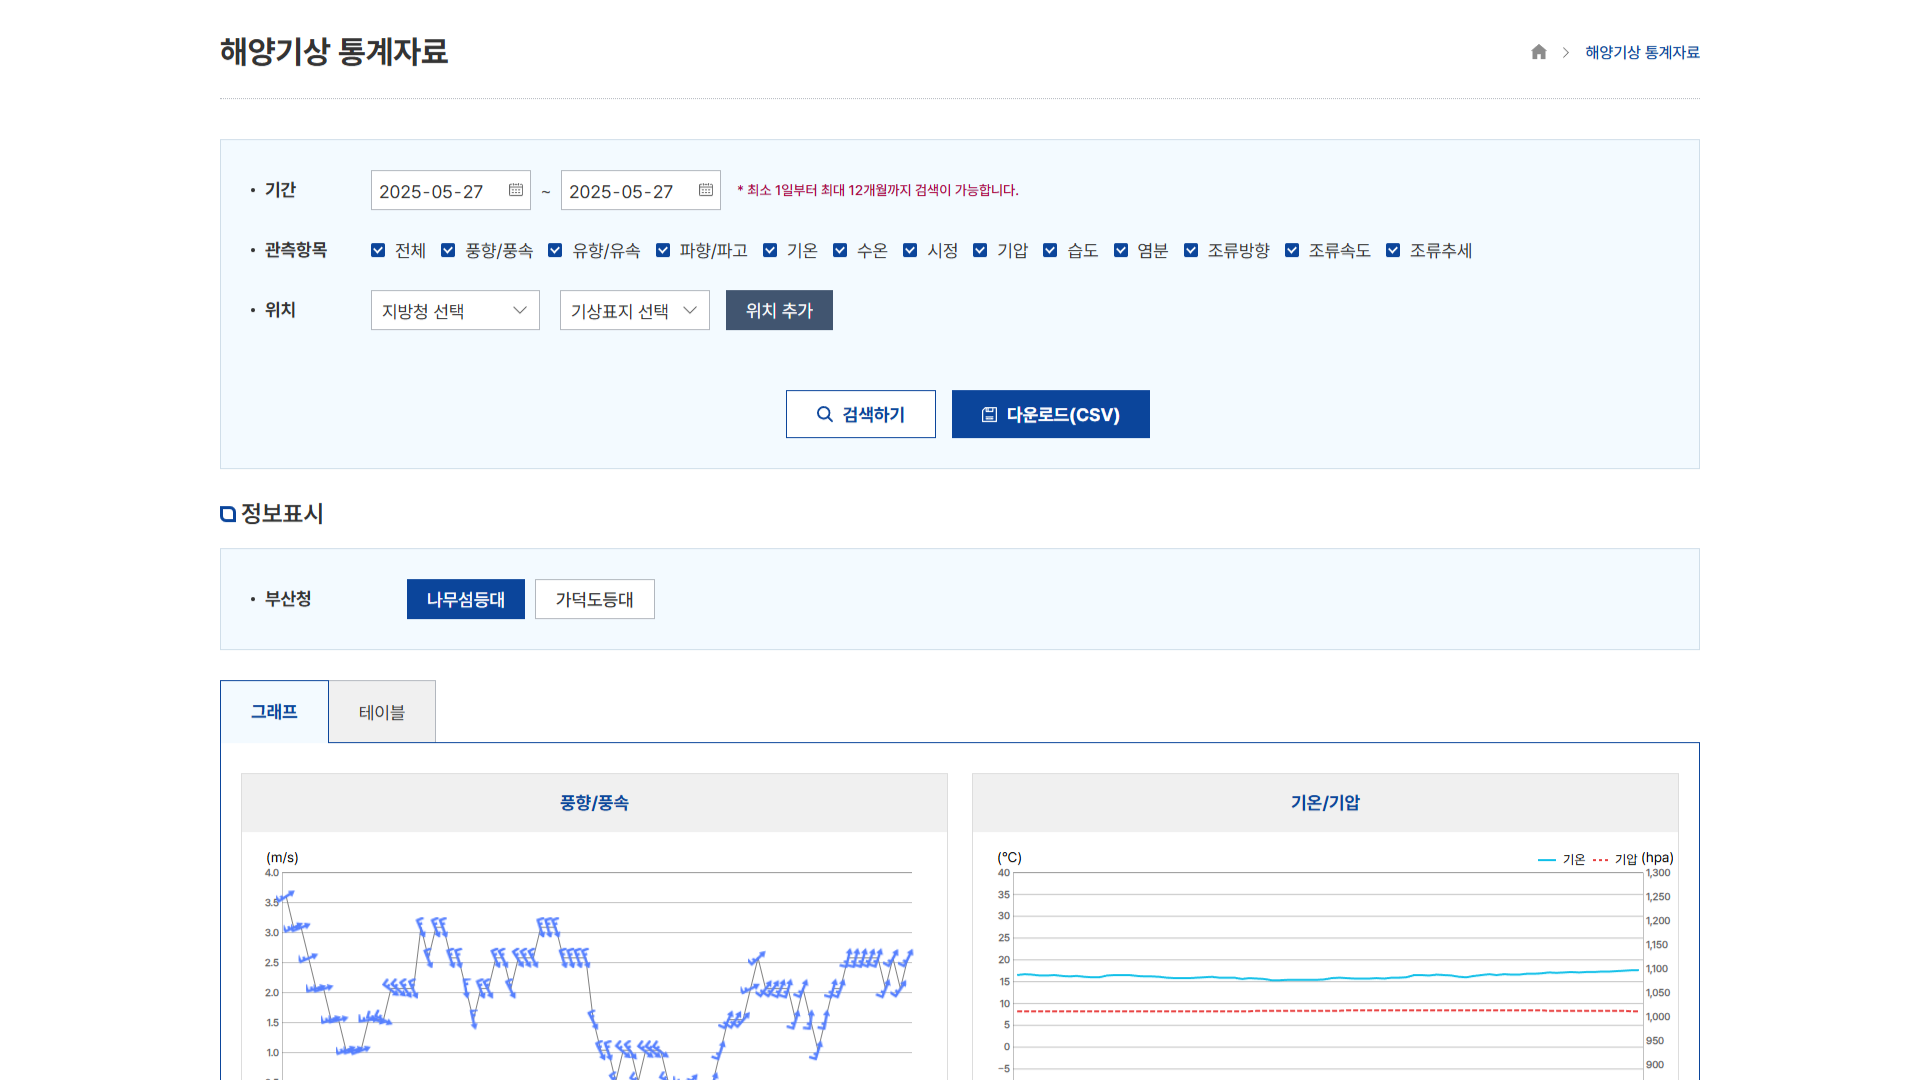 해양기상 통계자료
해양기상 통계자료
기간
2025-05-27 ~ 2025-05-27 * 최소 1일부터 최대 12개월까지 검색이 가능합니다.
관측항목 전체 풍향/풍속 유향/유속 파향/파고 기온 수온 시정 기압 습도 염분 조류방향 조류속도 조류추세
위치 지방청 선택 기상표지 선택 위치 추가
검색하기 다운로드(CSV)
정보표시
부산청 나무섬등대 가덕도등대
그래프 테이블
풍향/풍속
(m/s)
4.0
3.5
3.0
2.5
2.0
1.5
1.0
기온/기압
(℃) 기온 기압 (hpa)
40 1,300
35 1,250
30 1,200
25 1,150
20 1,100
15 1,050
10 1,000
5 950
0 900
-5